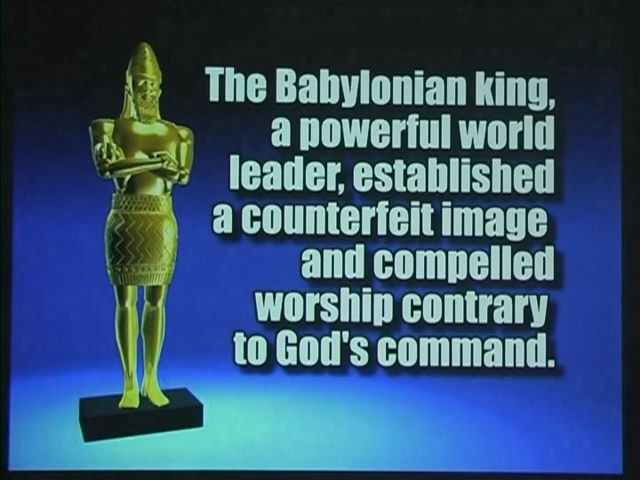 The Babylonian king,
a powerful world
leader, established
a counterfeit image
and compelled
worship contrary
to God's command.